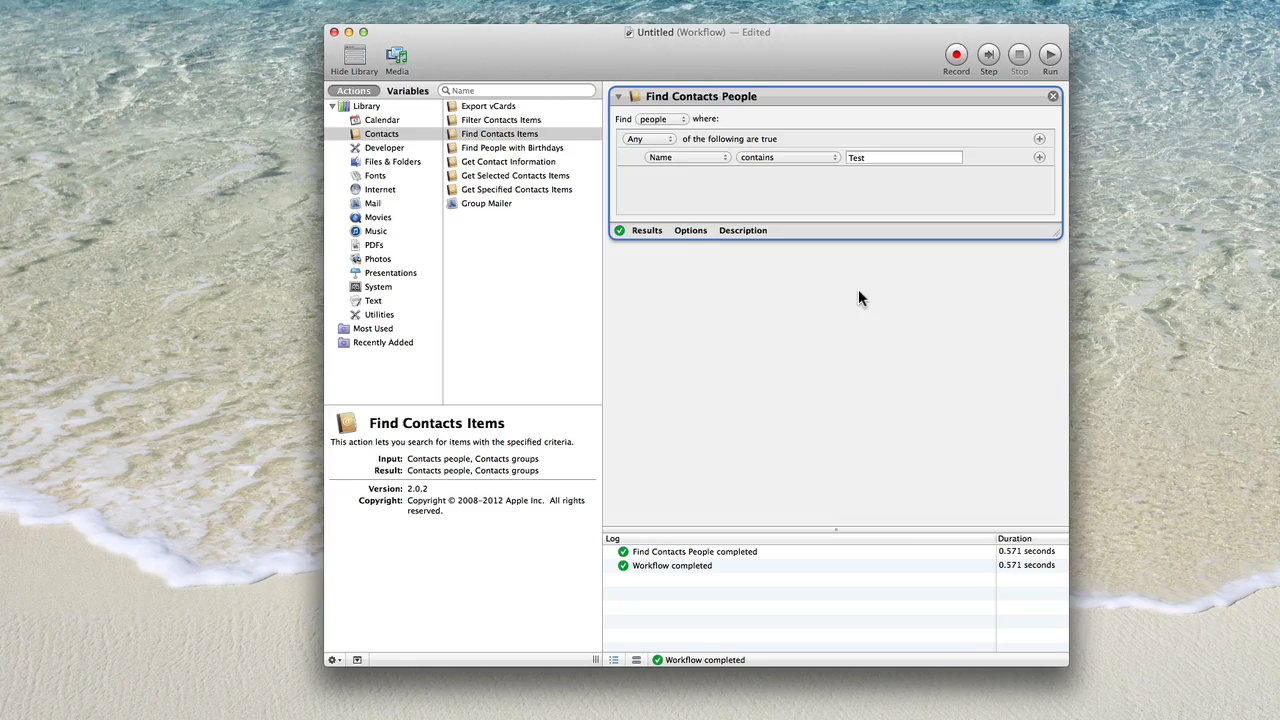 Untitled (Workflow) — Edited
Hide Library
Media
Record
Step
Stop
Run
Actions
Variables
Name
Library
Calendar
Contacts
Developer
Files & Folders
Fonts
Internet
Mail
Movies
Music
PDFs
Photos
Presentations
System
Text
Utilities
Most Used
Recently Added
Export vCards
Filter Contacts Items
Find Contacts Items
Find People with Birthdays
Get Contact Information
Get Selected Contacts Items
Get Specified Contacts Items
Group Mailer
Find Contacts Items
This action lets you search for items with the specified criteria.
Input: Contacts people, Contacts groups
Result: Contacts people, Contacts groups
Version: 2.0.2
Copyright: Copyright © 2008-2012 Apple Inc. All rights
reserved.
Find Contacts People
Find people where:
Any of the following are true
Name contains Test
Results Options Description
Log Duration
Find Contacts People completed 0.571 seconds
Workflow completed 0.571 seconds
Workflow completed